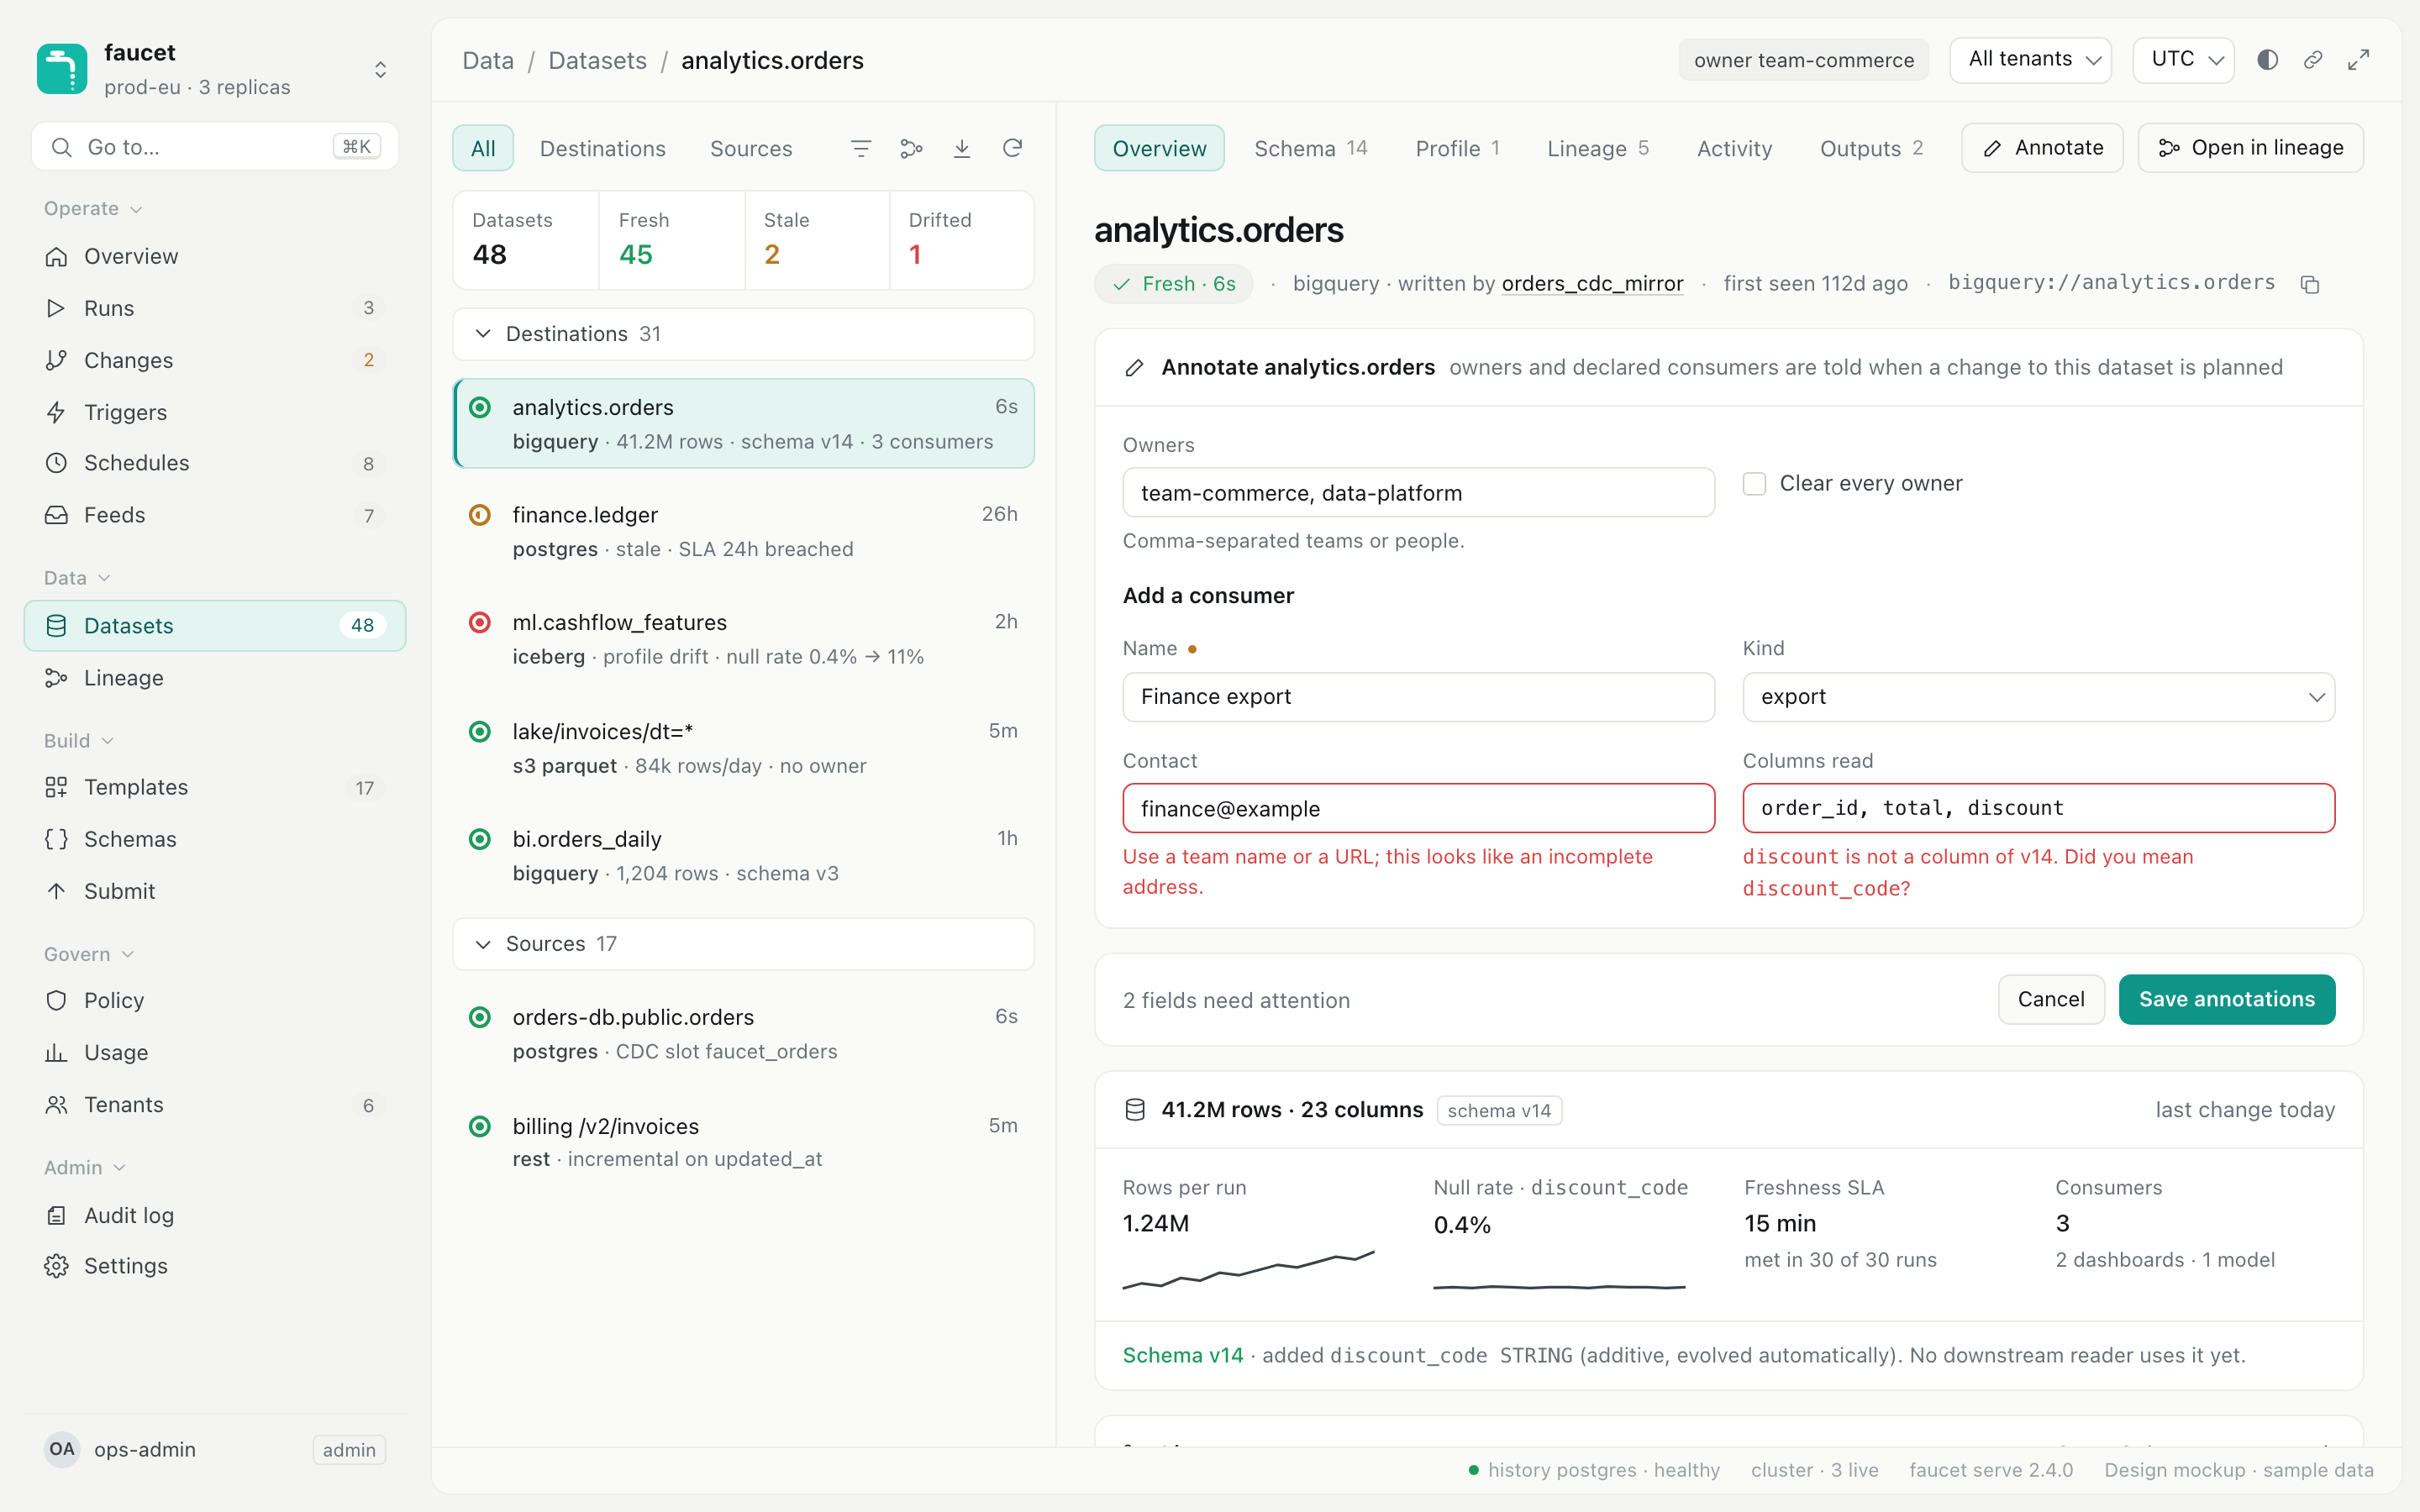 faucet
prod-eu · 3 replicas
Go to... ⌘K
Operate
Overview
Runs 3
Changes 2
Triggers
Schedules 8
Feeds 7
Data
Datasets 48
Lineage
Build
Templates 17
Schemas
Submit
Govern
Policy
Usage
Tenants 6
Admin
Audit log
Settings
OA ops-admin admin
Data / Datasets / analytics.orders
owner team-commerce All tenants UTC
All Destinations Sources
Datasets Fresh Stale Drifted
48 45 2 1
Destinations 31
analytics.orders 6s
bigquery · 41.2M rows · schema v14 · 3 consumers
finance.ledger 26h
postgres · stale · SLA 24h breached
ml.cashflow_features 2h
iceberg · profile drift · null rate 0.4% → 11%
lake/invoices/dt=* 5m
s3 parquet · 84k rows/day · no owner
bi.orders_daily 1h
bigquery · 1,204 rows · schema v3
Sources 17
orders-db.public.orders 6s
postgres · CDC slot faucet_orders
billing /v2/invoices 5m
rest · incremental on updated_at
Overview Schema 14 Profile 1 Lineage 5 Activity Outputs 2 Annotate Open in lineage
analytics.orders
Fresh · 6s · bigquery · written by orders_cdc_mirror · first seen 112d ago · bigquery://analytics.orders
Annotate analytics.orders owners and declared consumers are told when a change to this dataset is planned
Owners
team-commerce, data-platform Clear every owner
Comma-separated teams or people.
Add a consumer
Name Kind
Finance export export
Contact Columns read
finance@example order_id, total, discount
Use a team name or a URL; this looks like an incomplete address.
discount is not a column of v14. Did you mean discount_code?
2 fields need attention Cancel Save annotations
41.2M rows · 23 columns schema v14 last change today
Rows per run Null rate · discount_code Freshness SLA Consumers
1.24M 0.4% 15 min 3
met in 30 of 30 runs 2 dashboards · 1 model
Schema v14 · added discount_code STRING (additive, evolved automatically). No downstream reader uses it yet.
history postgres · healthy cluster · 3 live faucet serve 2.4.0 Design mockup · sample data